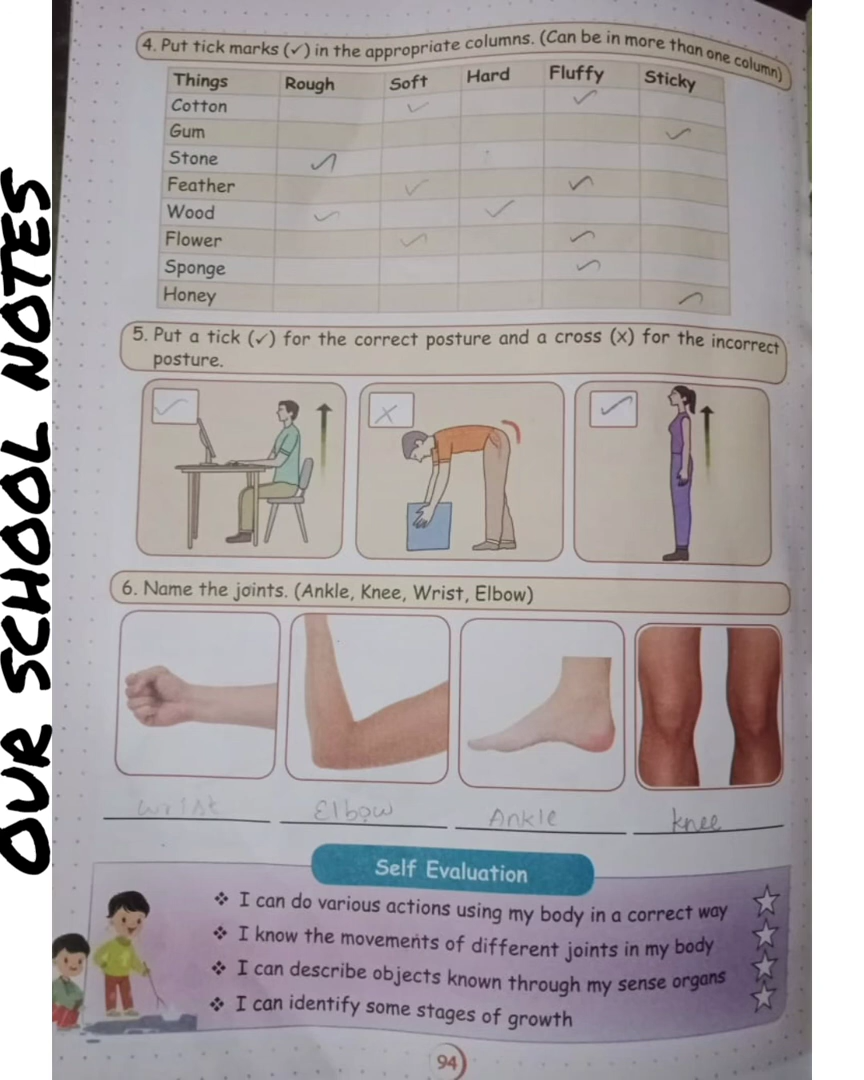 OUR SCHOOL NOTES
4. Put tick marks (✓) in the appropriate columns. (Can be in more than one column)
Things Rough Soft Hard Fluffy Sticky
Cotton ✓ ✓
Gum ✓
Stone ✓
Feather ✓ ✓
Wood ✓ ✓
Flower ✓ ✓
Sponge ✓
Honey ✓
5. Put a tick (✓) for the correct posture and a cross (x) for the incorrect
posture.
✓ x ✓
6. Name the joints. (Ankle, Knee, Wrist, Elbow)
Wrist Elbow Ankle knee
Self Evaluation
❖ I can do various actions using my body in a correct way
❖ I know the movements of different joints in my body
❖ I can describe objects known through my sense organs
❖ I can identify some stages of growth
94